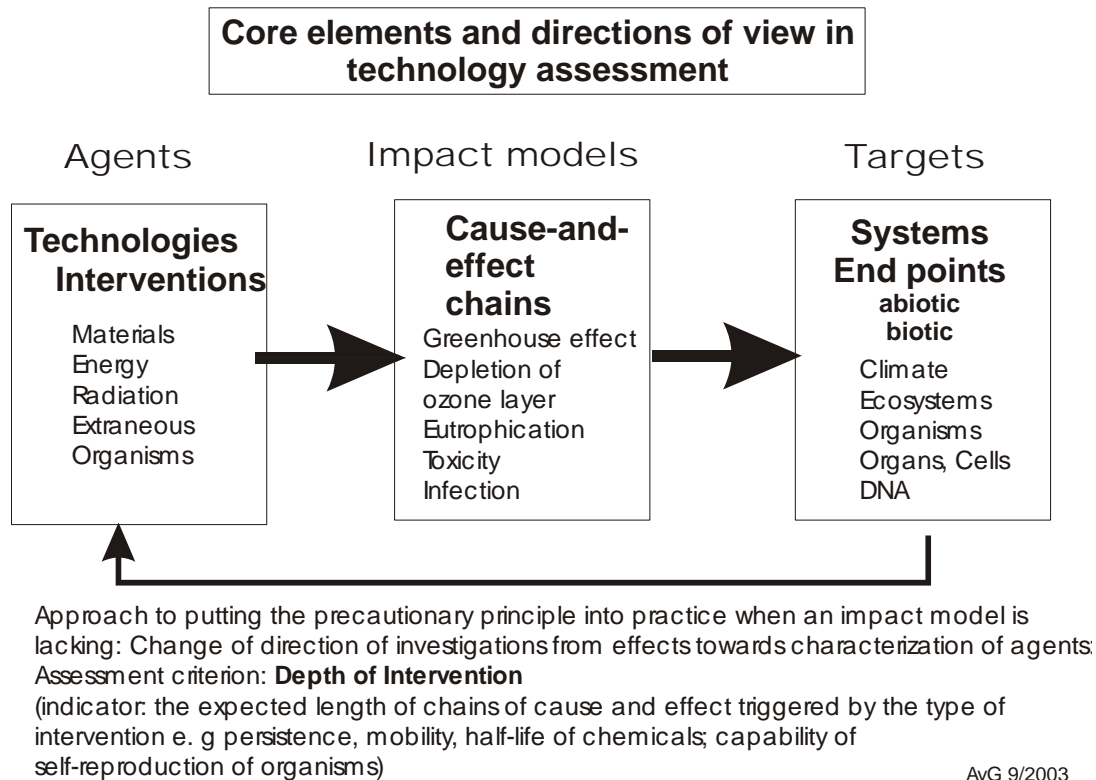 Core elements and directions of view in
technology assessment
Agents
Impact models
Targets
Technologies
Interventions
Materials
Energy
Radiation
Extraneous
Organisms
Cause-and-
effect
chains
Greenhouse effect
Depletion of
ozone layer
Eutrophication
Toxicity
Infection
Systems
End points
abiotic
biotic
Climate
Ecosystems
Organisms
Organs, Cells
DNA
Approach to putting the precautionary principle into practice when an impact model is
lacking: Change of direction of investigations from effects towards characterization of agents:
Assessment criterion: Depth of Intervention
(indicator: the expected length of chains of cause and effect triggered by the type of
intervention e. g persistence, mobility, half-life of chemicals; capability of
self-reproduction of organisms)
AvG 9/2003